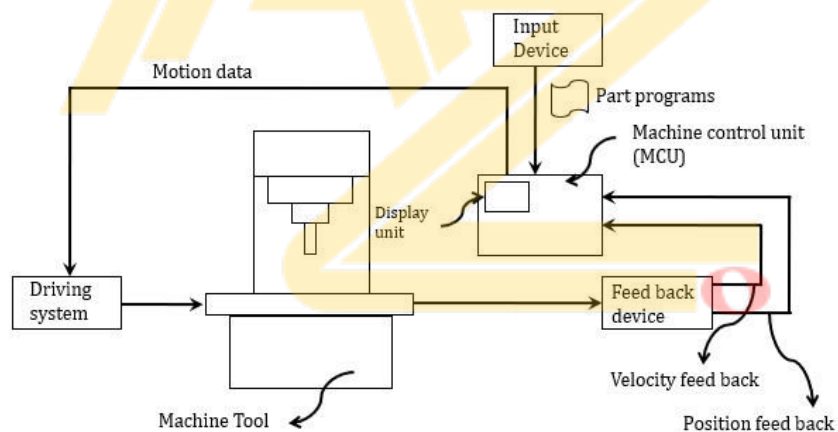 Input
Device
Motion data
Part programs
Machine control unit
(MCU)
Display
unit
Driving
system
Feed back
device
Velocity feed back
Machine Tool
Position feed back